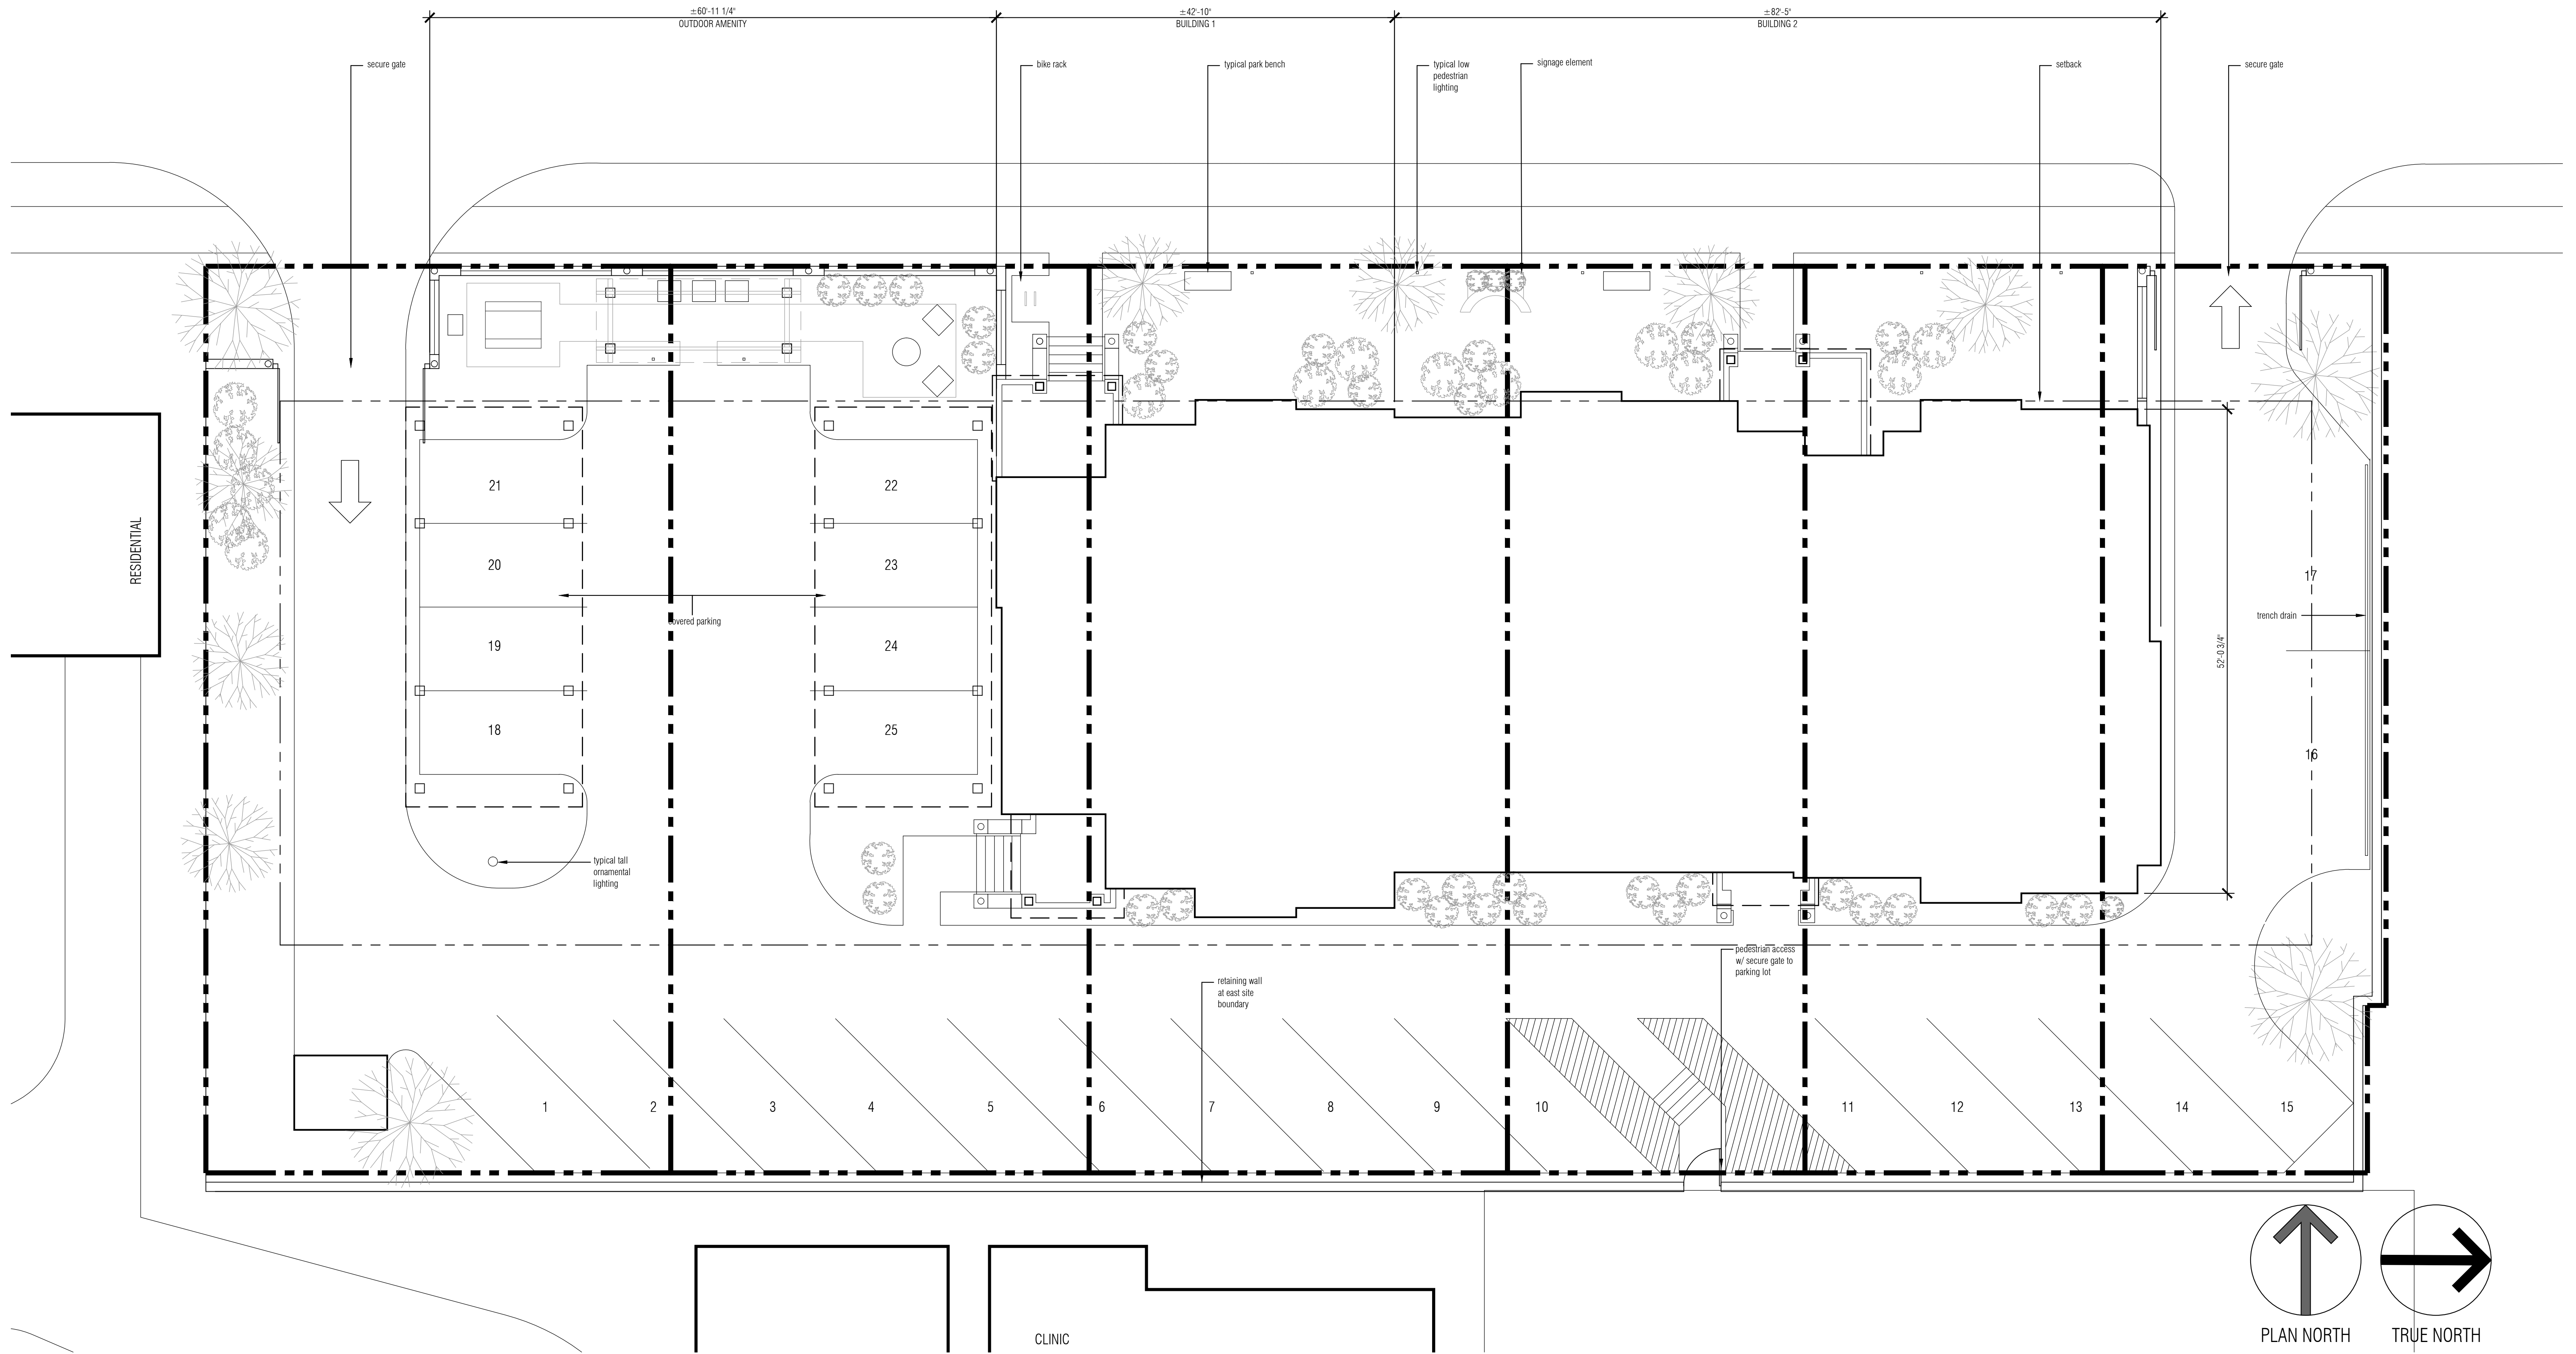 ±60'-11 1/4"
OUTDOOR AMENITY
±42'-10"
BUILDING 1
±82'-5"
BUILDING 2
secure gate
bike rack
typical park bench
typical low
pedestrian
lighting
signage element
setback
secure gate
RESIDENTIAL
21
22
20
23
17
covered parking
trench drain
19
24
52'-0 3/4"
18
25
16
typical tall
ornamental
lighting
pedestrian access
w/ secure gate to
parking lot
retaining wall
at east site
boundary
1
2
3
4
5
6
7
8
9
10
11
12
13
14
15
CLINIC
PLAN NORTH
TRUE NORTH